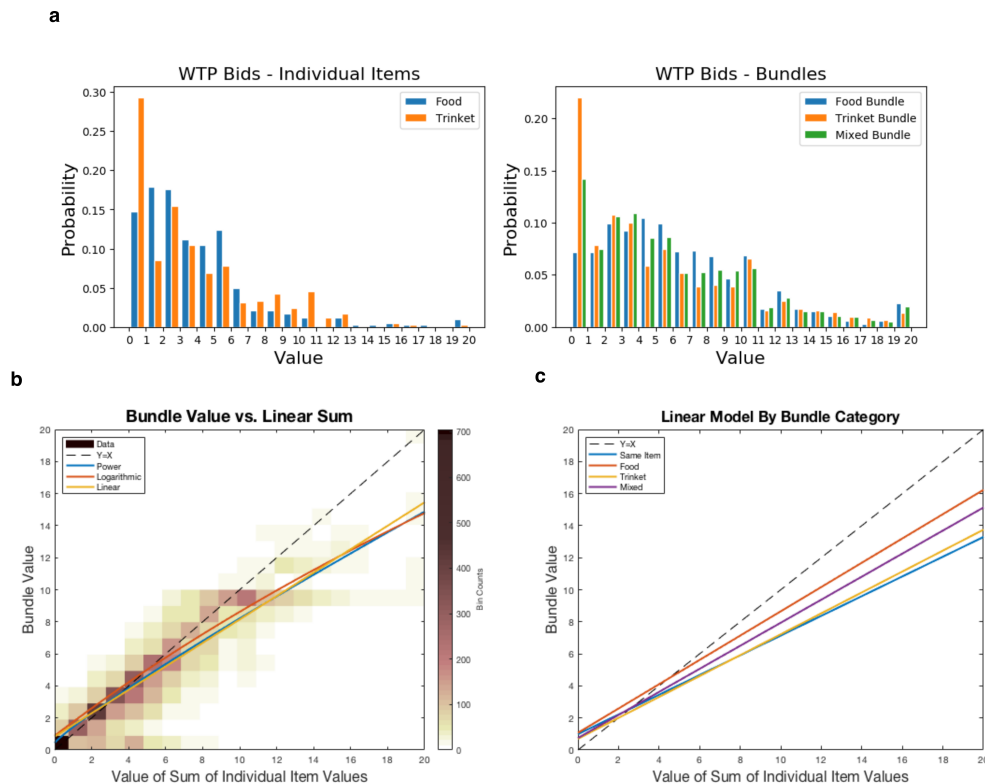 a
WTP Bids - Individual Items
0.30
0.25
0.20
0.15
0.10
0.05
0.00
Probability
Food
Trinket
0 1 2 3 4 5 6 7 8 9 10 11 12 13 14 15 16 17 18 19 20
Value
WTP Bids - Bundles
0.20
0.15
0.10
0.05
0.00
Probability
Food Bundle
Trinket Bundle
Mixed Bundle
0 1 2 3 4 5 6 7 8 9 10 11 12 13 14 15 16 17 18 19 20
Value
b
Bundle Value vs. Linear Sum
20
18
16
14
12
10
8
6
4
2
0
Bundle Value
Data
Y=X
Power
Logarithmic
Linear
0 2 4 6 8 10 12 14 16 18 20
Value of Sum of Individual Item Values
700
600
500
400
300
200
100
0
Bin Counts
c
Linear Model By Bundle Category
20
18
16
14
12
10
8
6
4
2
0
Bundle Value
Y=X
Same Item
Food
Trinket
Mixed
0 2 4 6 8 10 12 14 16 18 20
Value of Sum of Individual Item Values